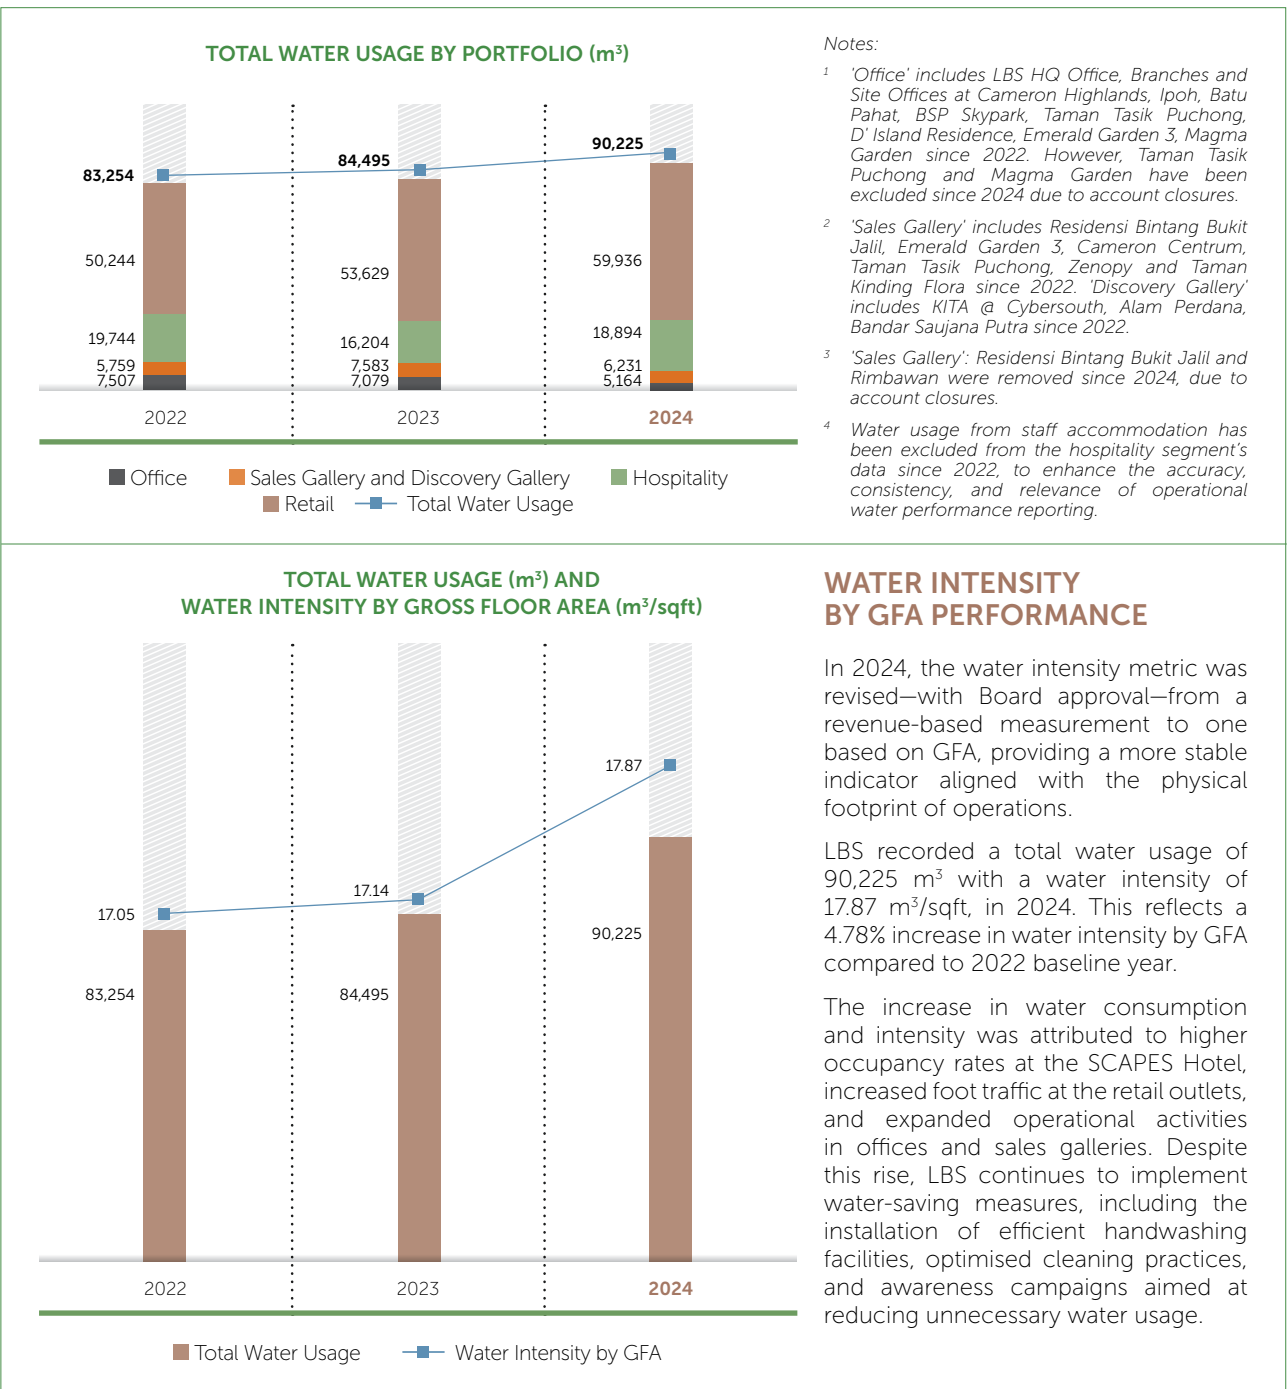 TOTAL WATER USAGE BY PORTFOLIO (m³)
83,254
84,495
90,225
50,244
53,629
59,936
19,744
16,204
18,894
5,759
7,583
6,231
7,507
7,079
5,164
2022
2023
2024
Office
Sales Gallery and Discovery Gallery
Hospitality
Retail
Total Water Usage
Notes:
¹ 'Office' includes LBS HQ Office, Branches and
Site Offices at Cameron Highlands, Ipoh, Batu
Pahat, BSP Skypark, Taman Tasik Puchong,
D' Island Residence, Emerald Garden 3, Magma
Garden since 2022. However, Taman Tasik
Puchong and Magma Garden have been
excluded since 2024 due to account closures.
² 'Sales Gallery' includes Residensi Bintang Bukit
Jalil, Emerald Garden 3, Cameron Centrum,
Taman Tasik Puchong, Zenopy and Taman
Kinding Flora since 2022. 'Discovery Gallery'
includes KITA @ Cybersouth, Alam Perdana,
Bandar Saujana Putra since 2022.
³ 'Sales Gallery': Residensi Bintang Bukit Jalil and
Rimbawan were removed since 2024, due to
account closures.
⁴ Water usage from staff accommodation has
been excluded from the hospitality segment's
data since 2022, to enhance the accuracy,
consistency, and relevance of operational
water performance reporting.
TOTAL WATER USAGE (m³) AND
WATER INTENSITY BY GROSS FLOOR AREA (m³/sqft)
17.05
17.14
17.87
83,254
84,495
90,225
2022
2023
2024
Total Water Usage
Water Intensity by GFA
WATER INTENSITY
BY GFA PERFORMANCE
In 2024, the water intensity metric was
revised—with Board approval—from a
revenue-based measurement to one
based on GFA, providing a more stable
indicator aligned with the physical
footprint of operations.
LBS recorded a total water usage of
90,225 m³ with a water intensity of
17.87 m³/sqft, in 2024. This reflects a
4.78% increase in water intensity by GFA
compared to 2022 baseline year.
The increase in water consumption
and intensity was attributed to higher
occupancy rates at the SCAPES Hotel,
increased foot traffic at the retail outlets,
and expanded operational activities
in offices and sales galleries. Despite
this rise, LBS continues to implement
water-saving measures, including the
installation of efficient handwashing
facilities, optimised cleaning practices,
and awareness campaigns aimed at
reducing unnecessary water usage.